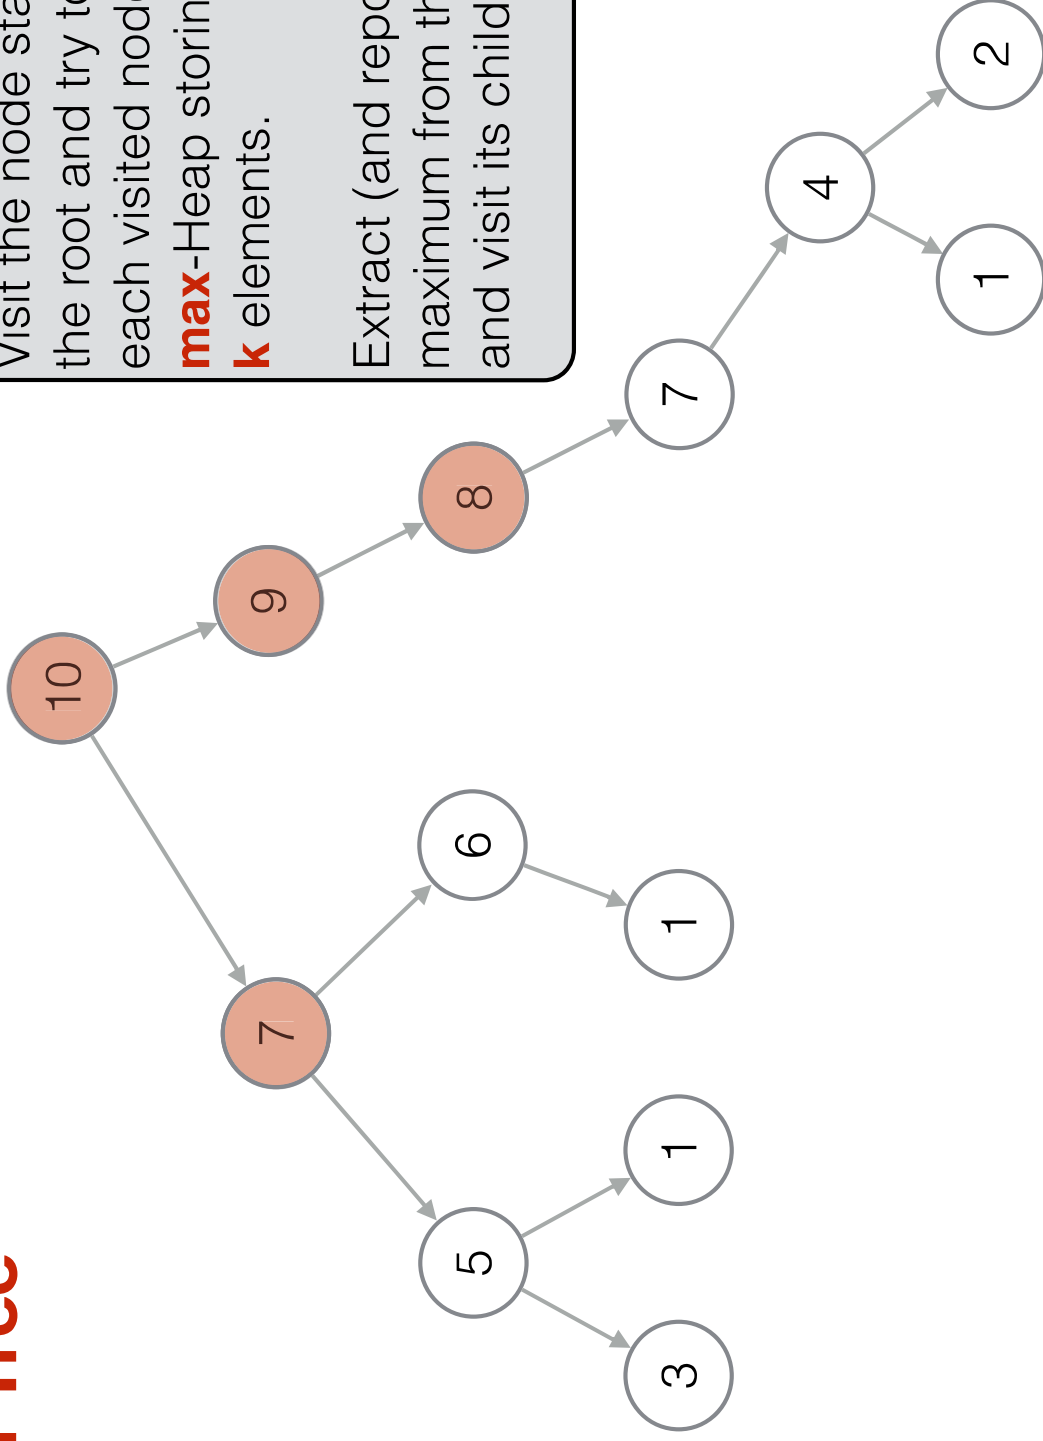 Tree
Visit the node sta
the root and try to
each visited node
max-Heap storin
k elements.
Extract (and repo
maximum from th
and visit its child
10
7 9
5 6 8
3 1 1 7
4
1 2